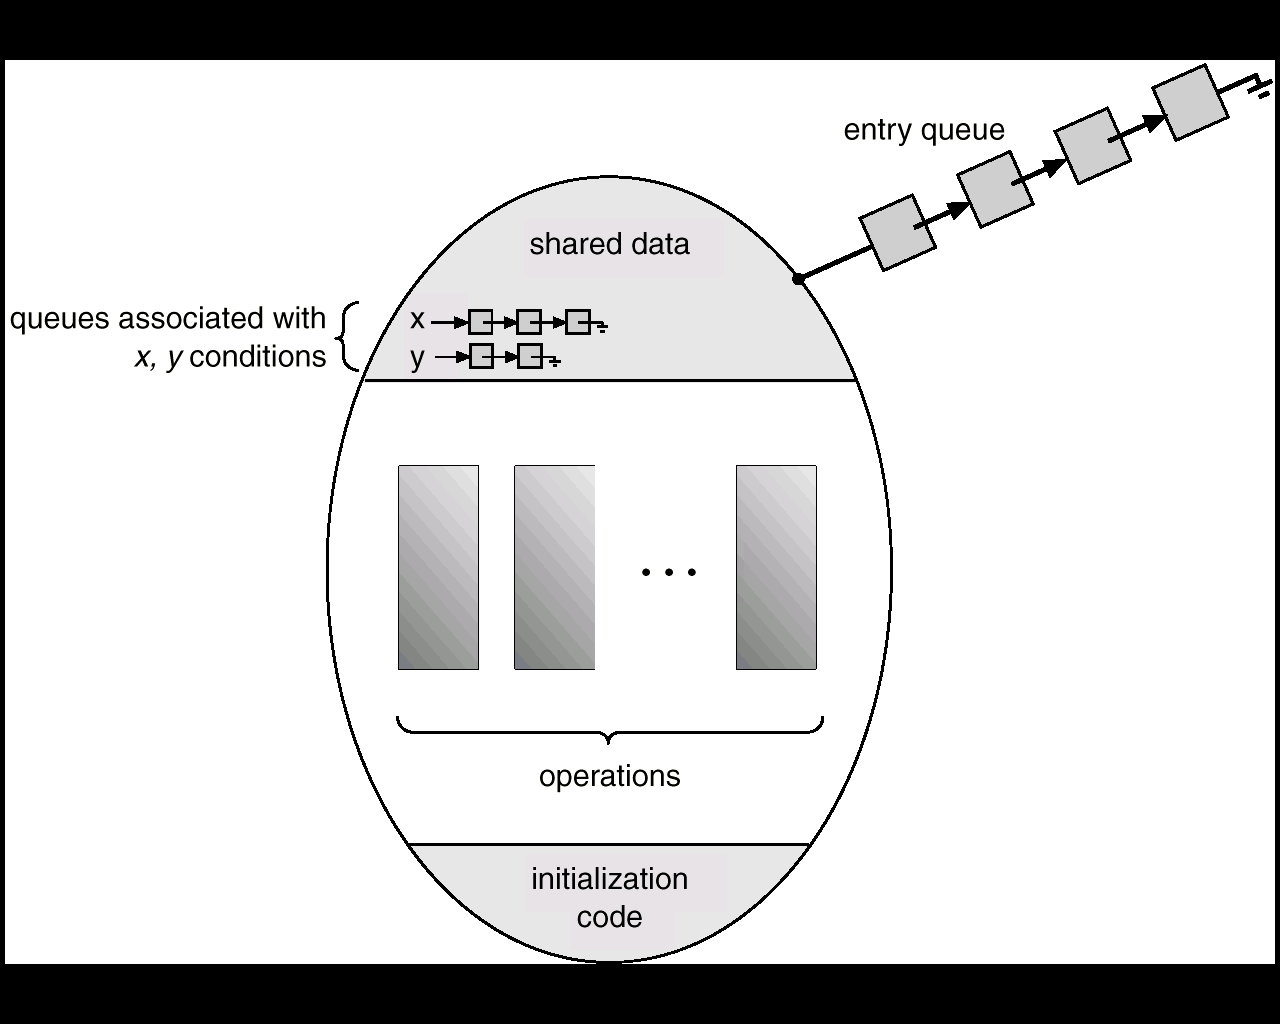 entry queue
shared data
queues associated with
x, y conditions
x
y
. . .
operations
initialization
code